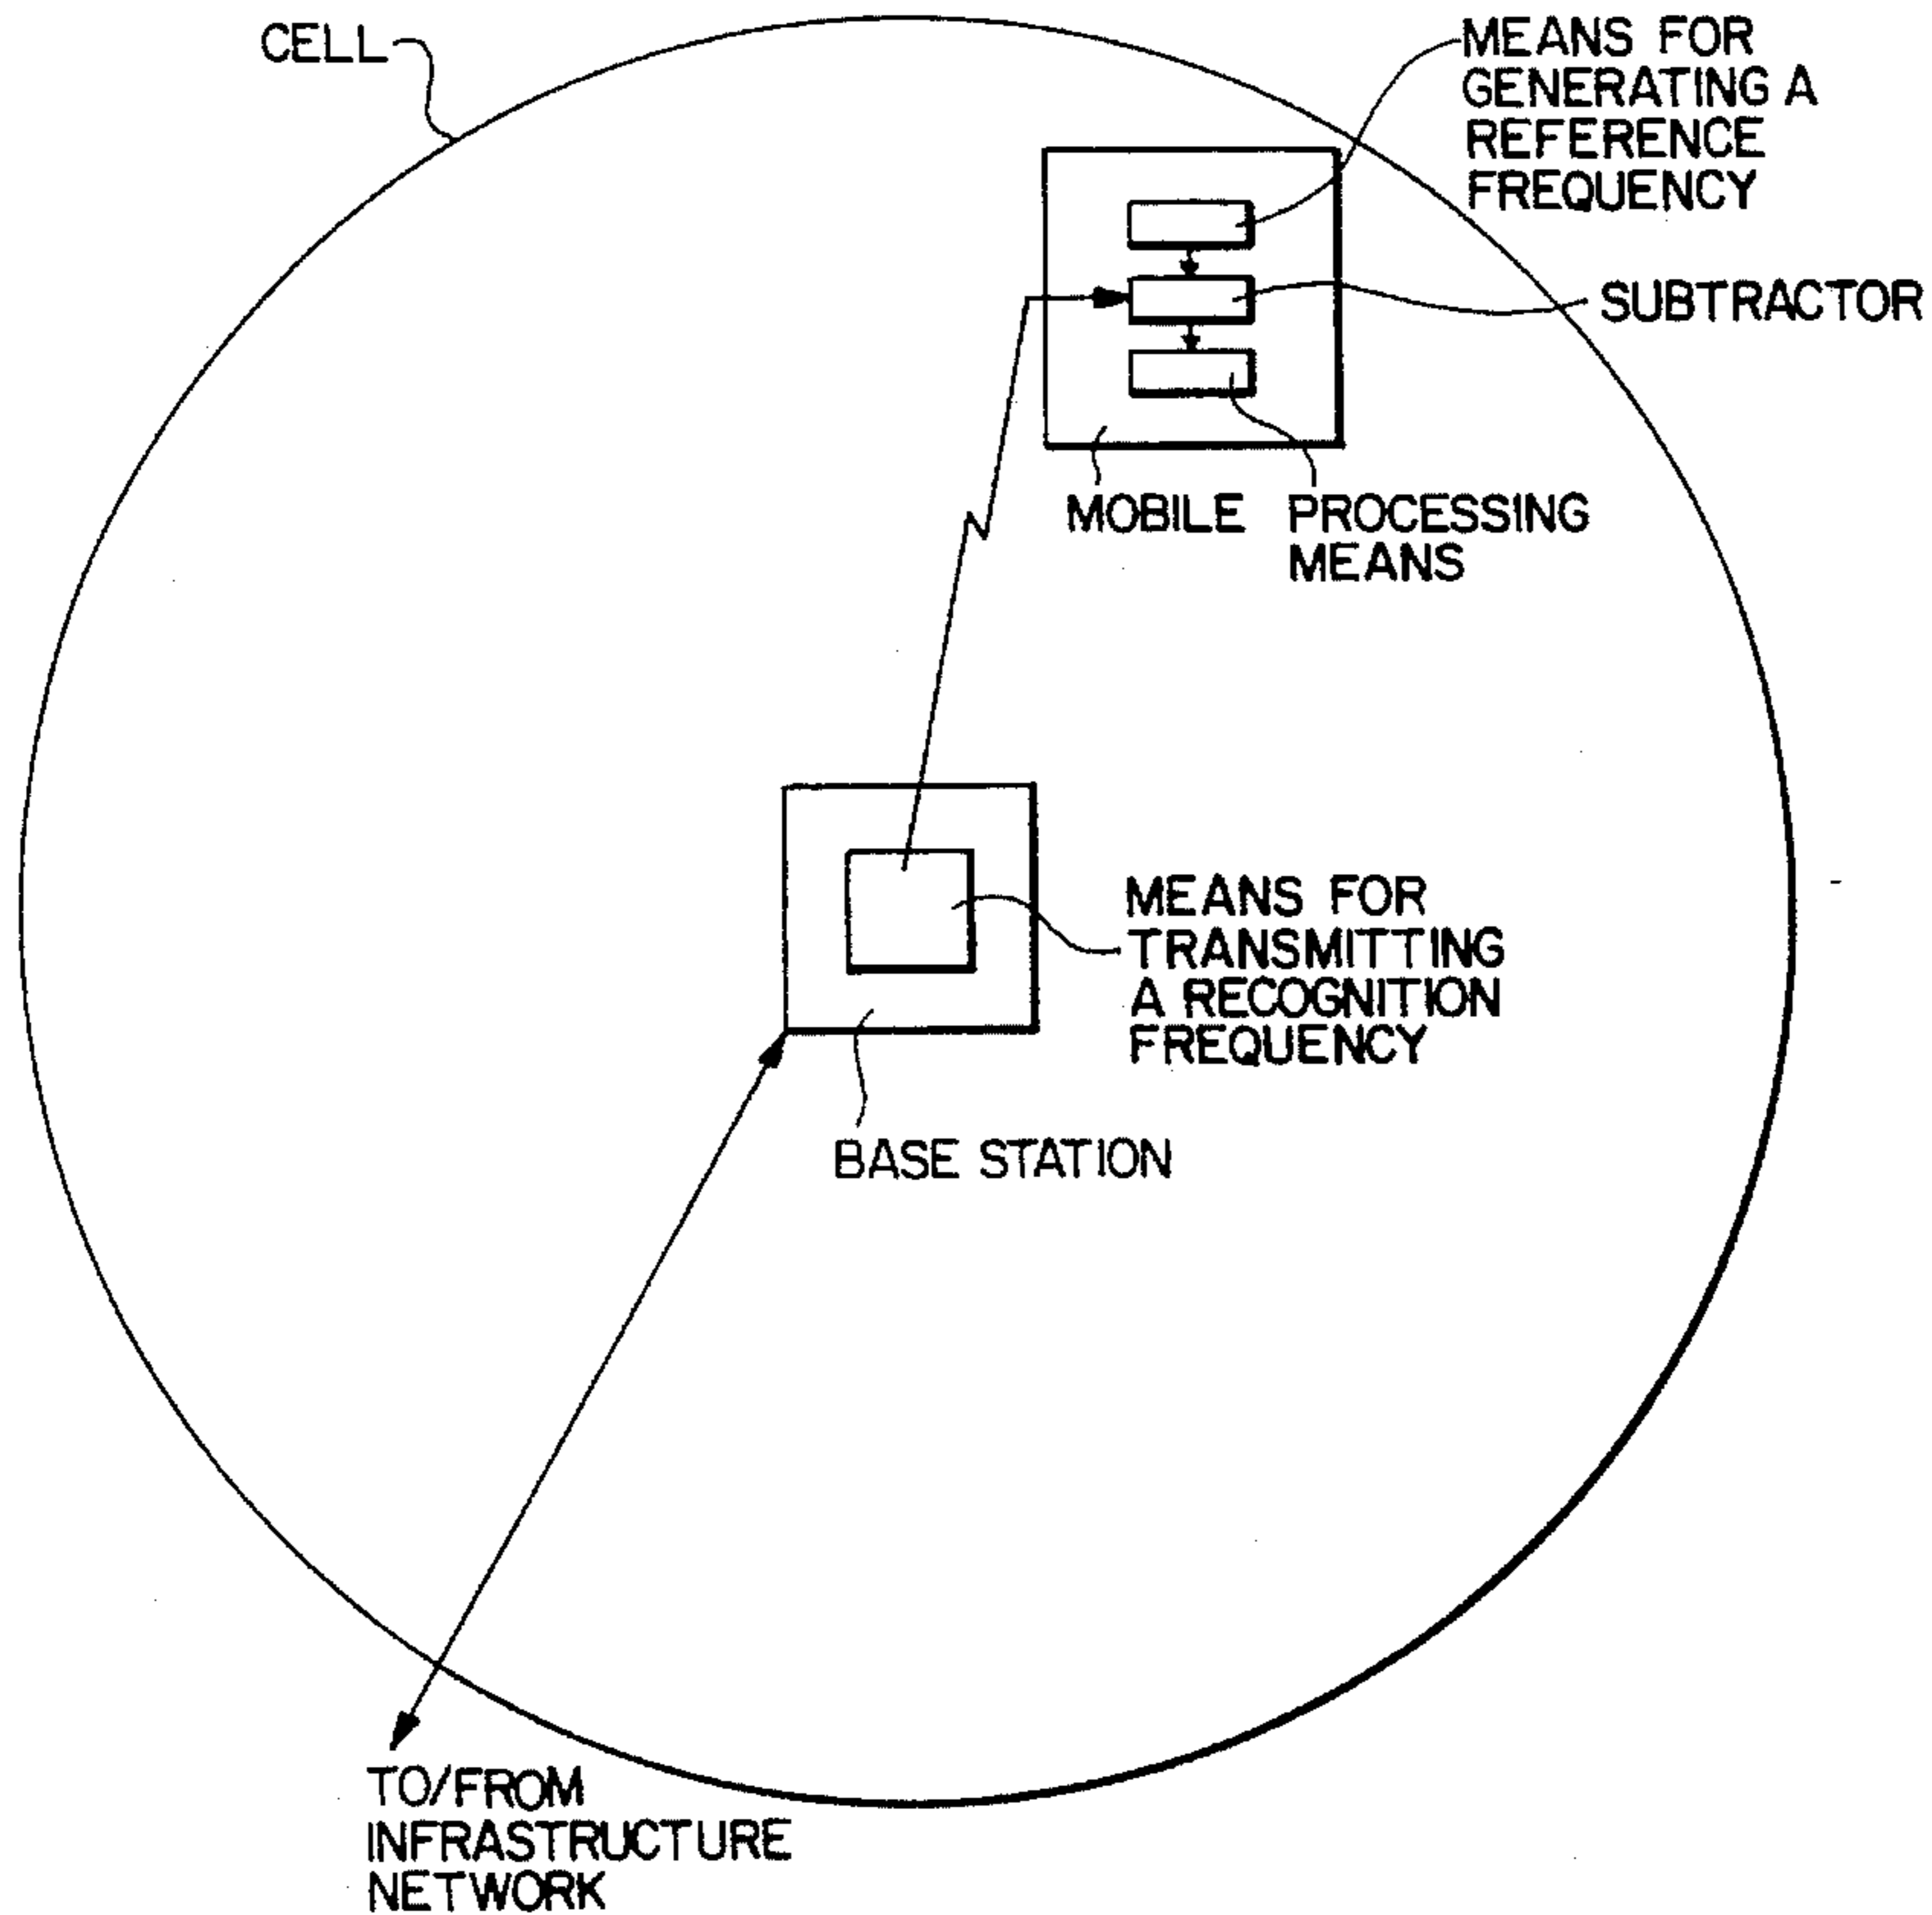 CELL
MEANS FOR
GENERATING A
REFERENCE
FREQUENCY
SUBTRACTOR
MOBILE
PROCESSING
MEANS
MEANS FOR
TRANSMITTING
A RECOGNITION
FREQUENCY
BASE STATION
TO/FROM
INFRASTRUCTURE
NETWORK